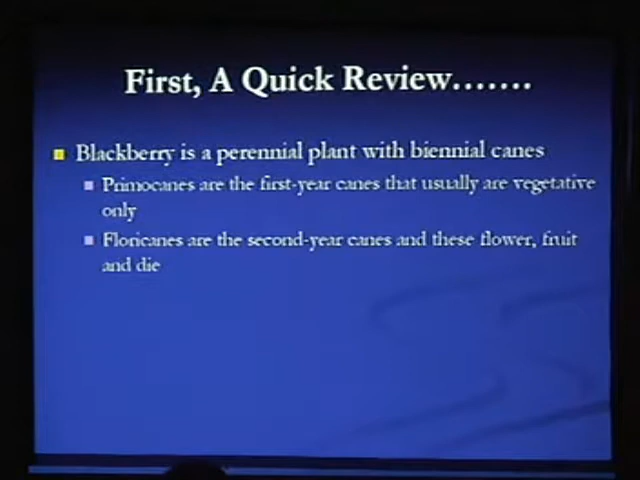 First, A Quick Review.......
Blackberry is a perennial plant with biennial canes
Primocanes are the first-year canes that usually are vegetative
only
Floricanes are the second-year canes and these flower, fruit
and die